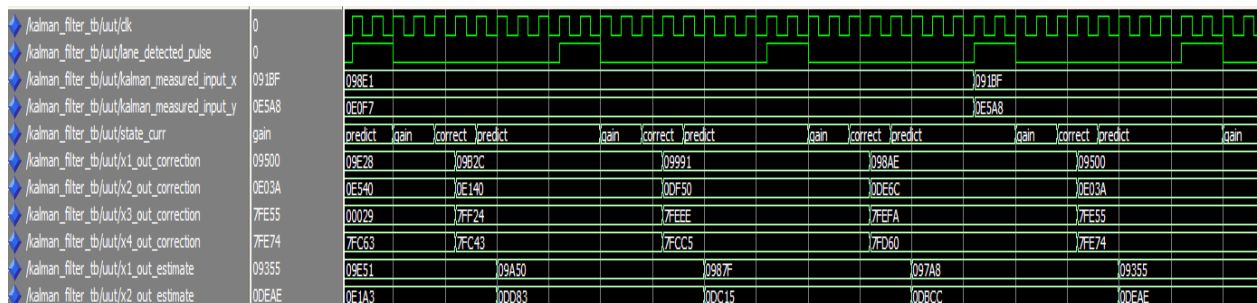 /kalman_filter_tb/uut/clk 0
/kalman_filter_tb/uut/lane_detected_pulse 0
/kalman_filter_tb/uut/kalman_measured_input_x 091BF 098E1 091BF
/kalman_filter_tb/uut/kalman_measured_input_y 0E5A8 0E0F7 0E5A8
/kalman_filter_tb/uut/state_curr gain predict gain correct predict gain correct predict gain correct predict gain correct predict gain
/kalman_filter_tb/uut/x1_out_correction 09500 09E28 09B2C 09991 098AE 09500
/kalman_filter_tb/uut/x2_out_correction 0E03A 0E540 0E140 0DF50 0DE6C 0E03A
/kalman_filter_tb/uut/x3_out_correction 7FE55 00029 7FF24 7FEEE 7FEFA 7FE55
/kalman_filter_tb/uut/x4_out_correction 7FE74 7FC63 7FC43 7FCC5 7FD60 7FE74
/kalman_filter_tb/uut/x1_out_estimate 09355 09E51 09A50 0987F 097A8 09355
/kalman_filter_tb/uut/x2_out_estimate 0DEAE 0E1A3 0DD83 0DC15 0DBCC 0DEAE